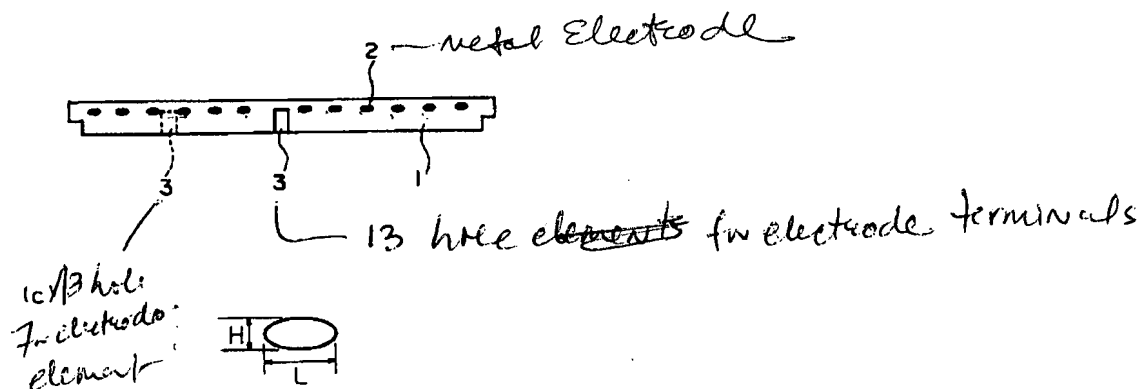 2 — metal Electrode
3
3
1
13 hole elements for electrode terminals
hole
electrode
element
H
L